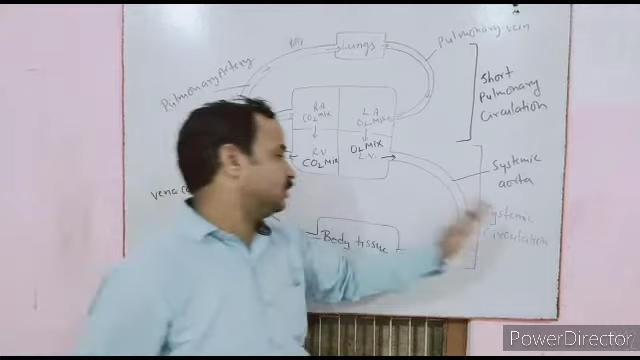 Pulmonary vein
Lungs
Pulmonary Artery
Short
Pulmonary
Circulation
R.A
CO2 mix
L.A
O2 mix
R.V
CO2 Mix
O2 Mix
L.V.
Systemic
aorta
vena
Systemic
Circulation
Body tissue
PowerDirector